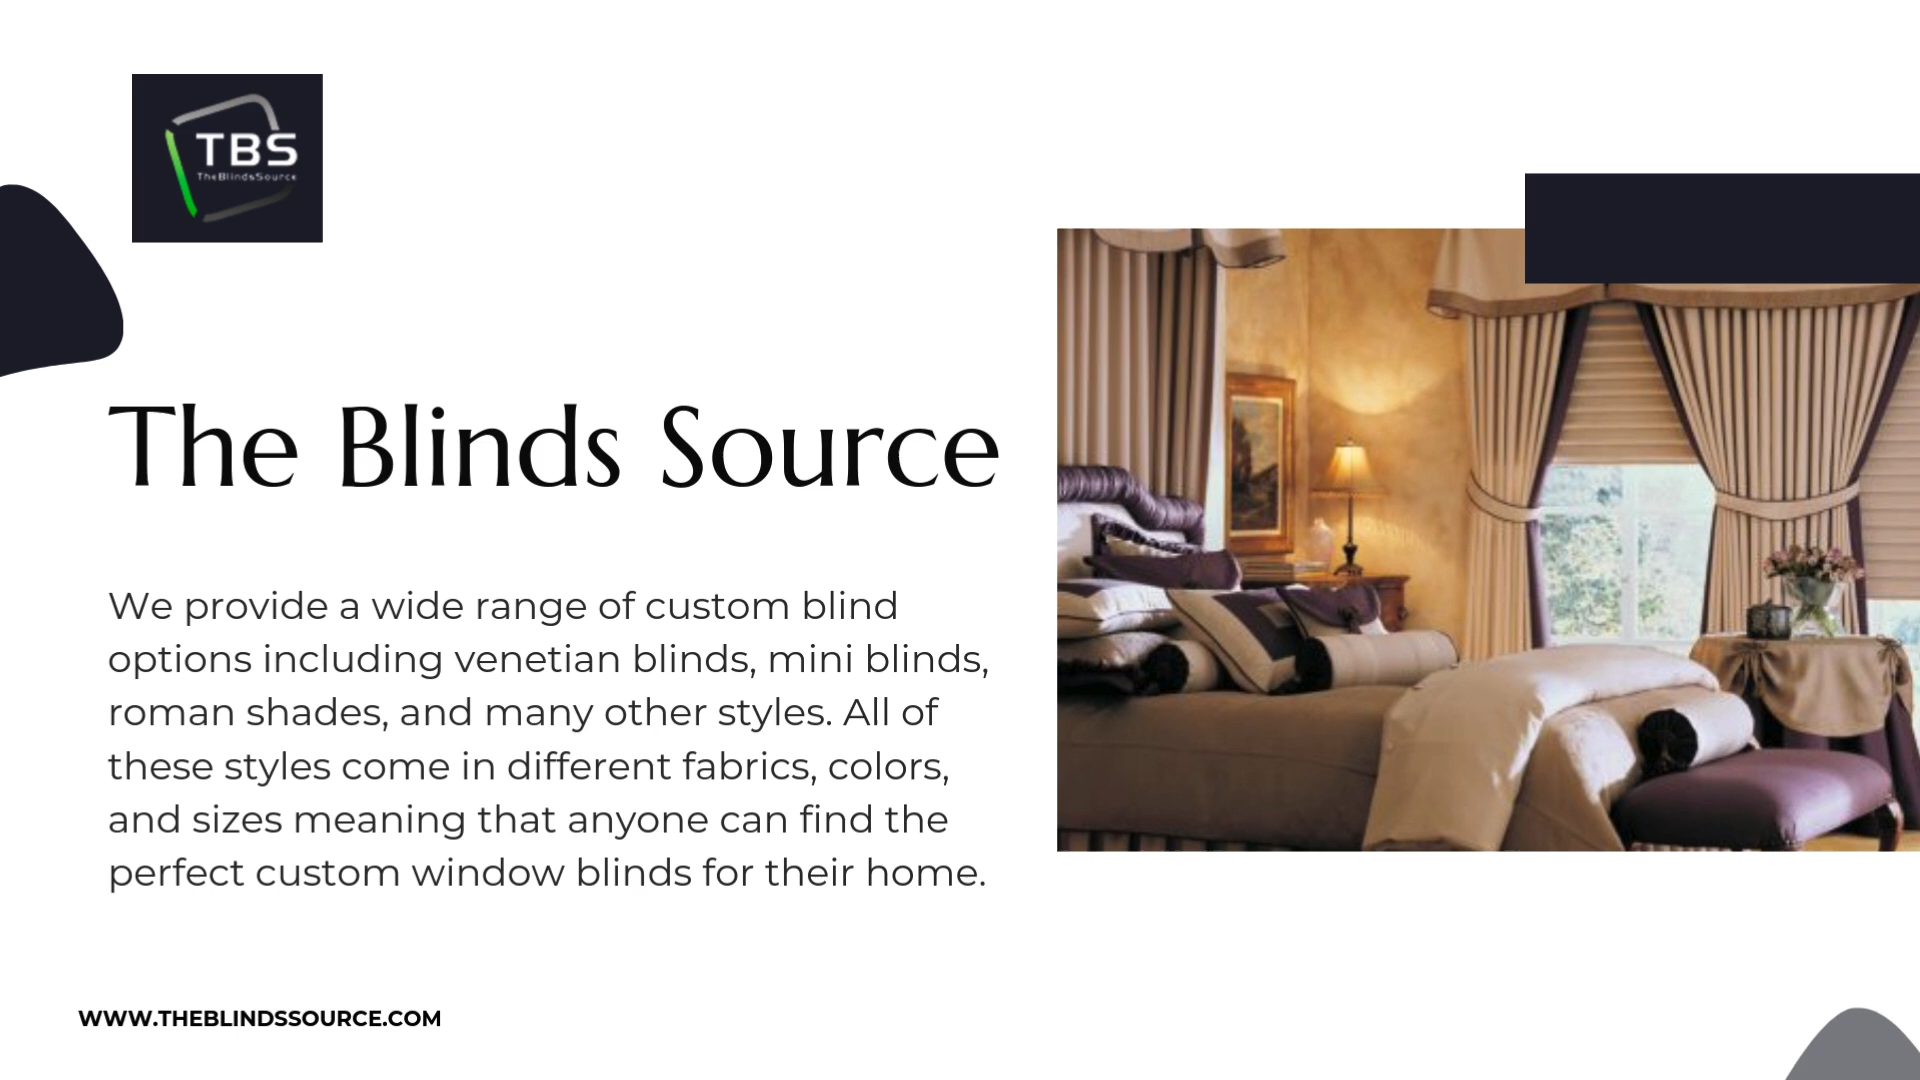 TBS
TheBlindsSource
The Blinds Source
We provide a wide range of custom blind
options including venetian blinds, mini blinds,
roman shades, and many other styles. All of
these styles come in different fabrics, colors,
and sizes meaning that anyone can find the
perfect custom window blinds for their home.
WWW.THEBLINDSSOURCE.COM